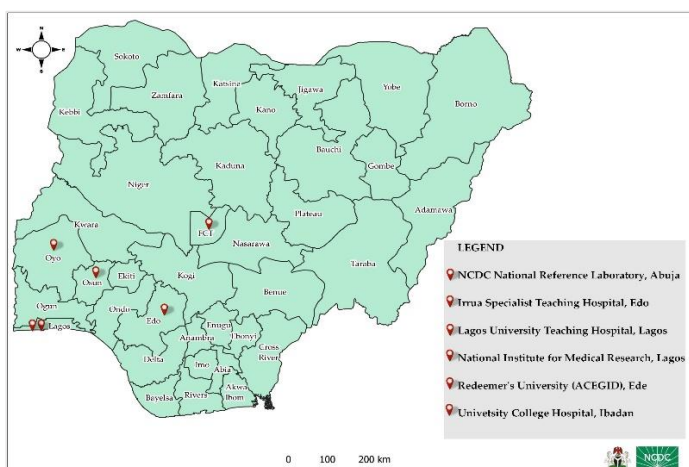 N
W E
S
Sokoto
Katsina
Jigawa
Yobe
Zamfara
Kano
Borno
Kebbi
Bauchi
Gombe
Kaduna
Niger
Adamawa
Plateau
Kwara
FCT
Nasarawa
Taraba
Oyo
Osun
Ekiti
Kogi
Benue
Ogun
Ondo
Edo
Lagos
Enugu
Anambra
Ebonyi
Cross
River
Delta
Imo
Abia
Akwa
Ibom
Bayelsa
Rivers
LEGEND
NCDC National Reference Laboratory, Abuja
Irrua Specialist Teaching Hospital, Edo
Lagos University Teaching Hospital, Lagos
National Institute for Medical Research, Lagos
Redeemer's University (ACEGID), Ede
Univetsity College Hospital, Ibadan
0 100 200 km
NCDC